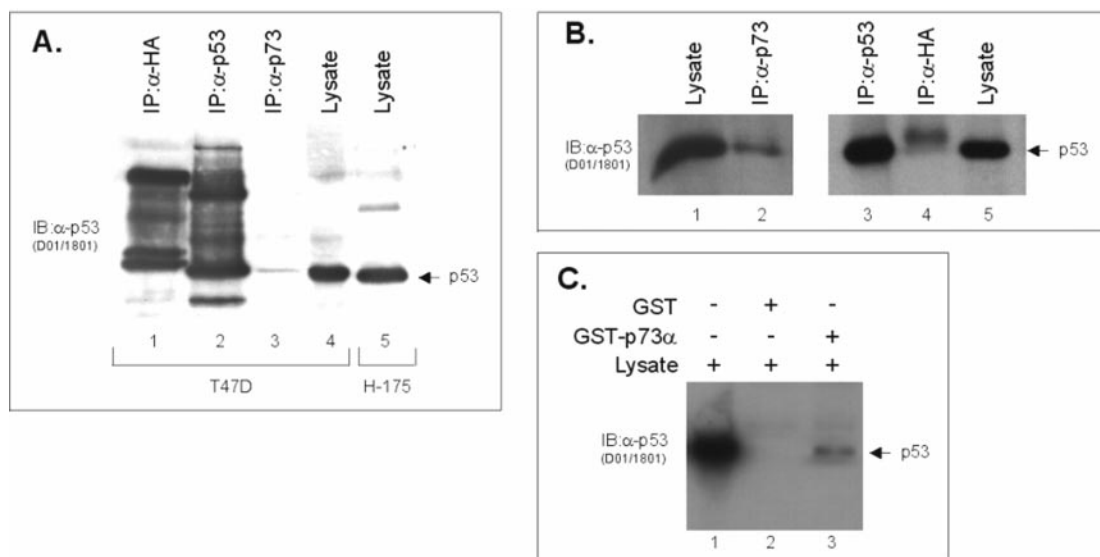 A.
IP:α-HA
IP:α-p53
IP:α-p73
Lysate
Lysate
IB:α-p53
(D01/1801)
p53
1 2 3 4 5
T47D H-175
B.
Lysate
IP:α-p73
IP:α-p53
IP:α-HA
Lysate
IB:α-p53
(D01/1801)
p53
1 2 3 4 5
C.
GST - + -
GST-p73α - - +
Lysate + + +
IB:α-p53
(D01/1801)
p53
1 2 3